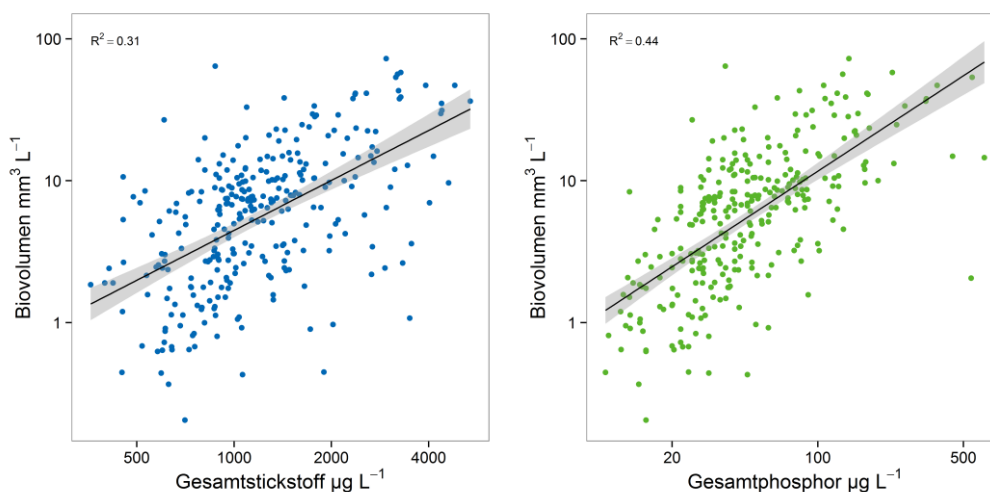 R² = 0.31
100
10
1
Biovolumen mm³ L⁻¹
500 1000 2000 4000
Gesamtstickstoff µg L⁻¹
R² = 0.44
100
10
1
Biovolumen mm³ L⁻¹
20 100 500
Gesamtphosphor µg L⁻¹